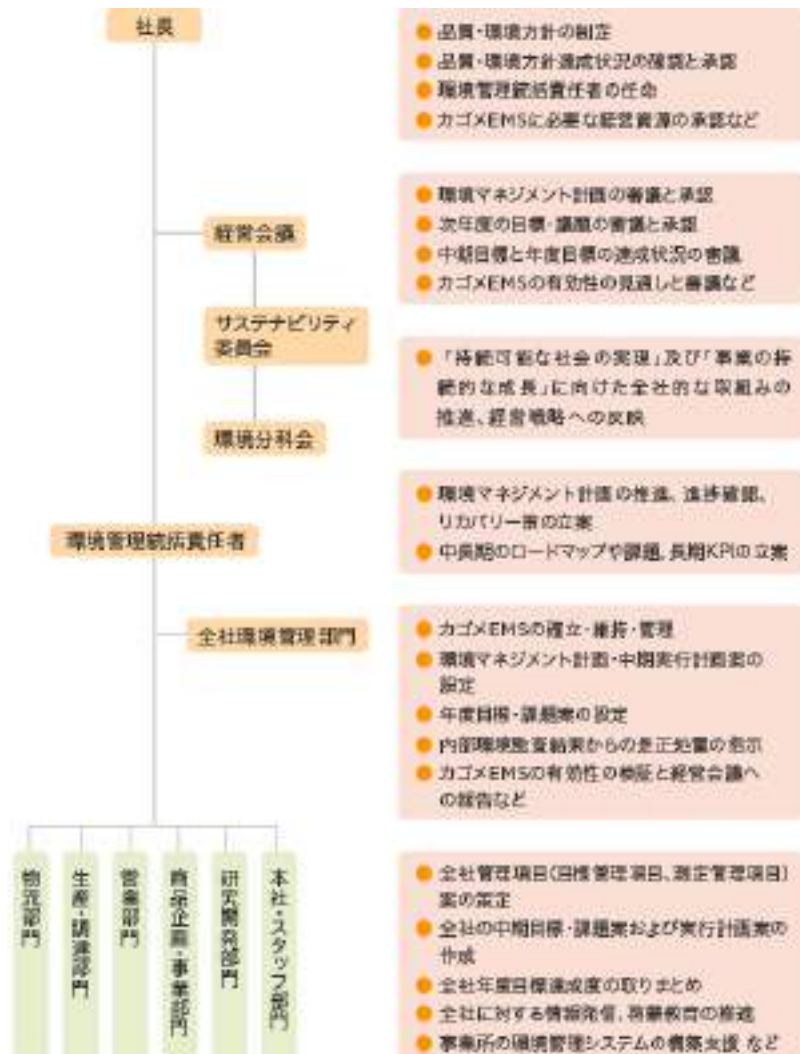 社長
● 品質・環境方針の制定
● 品質・環境方針達成状況の確認と承認
● 環境管理統括責任者の任命
● カゴメEMSに必要な経営資源の承認など
経営会議
● 環境マネジメント計画の審議と承認
● 次年度の目標・課題の審議と承認
● 中期目標と年度目標の達成状況の審議
● カゴメEMSの有効性の見通しと審議など
サステナビリティ
委員会
● 「持続可能な社会の実現」及び「事業の持
続的な成長」に向けた全社的な取組みの
推進、経営戦略への反映
環境分科会
● 環境マネジメント計画の推進、進捗確認、
リカバリー策の立案
● 中長期のロードマップや課題、長期KPIの立案
環境管理統括責任者
全社環境管理部門
● カゴメEMSの確立・維持・管理
● 環境マネジメント計画・中期実行計画案の
設定
● 年度目標・課題案の設定
● 内部環境監査結果からの是正処置の指示
● カゴメEMSの有効性の検証と経営会議へ
の報告など
物流部門
生産・調達部門
営業部門
商品企画・事業部門
研究開発部門
本社・スタッフ部門
● 全社管理項目(目標管理項目、測定管理項目)
案の策定
● 全社の中期目標・課題案および実行計画案の
作成
● 全社年度目標達成度の取りまとめ
● 全社に対する情報発信、啓蒙教育の推進
● 事業所の環境管理システムの構築支援 など